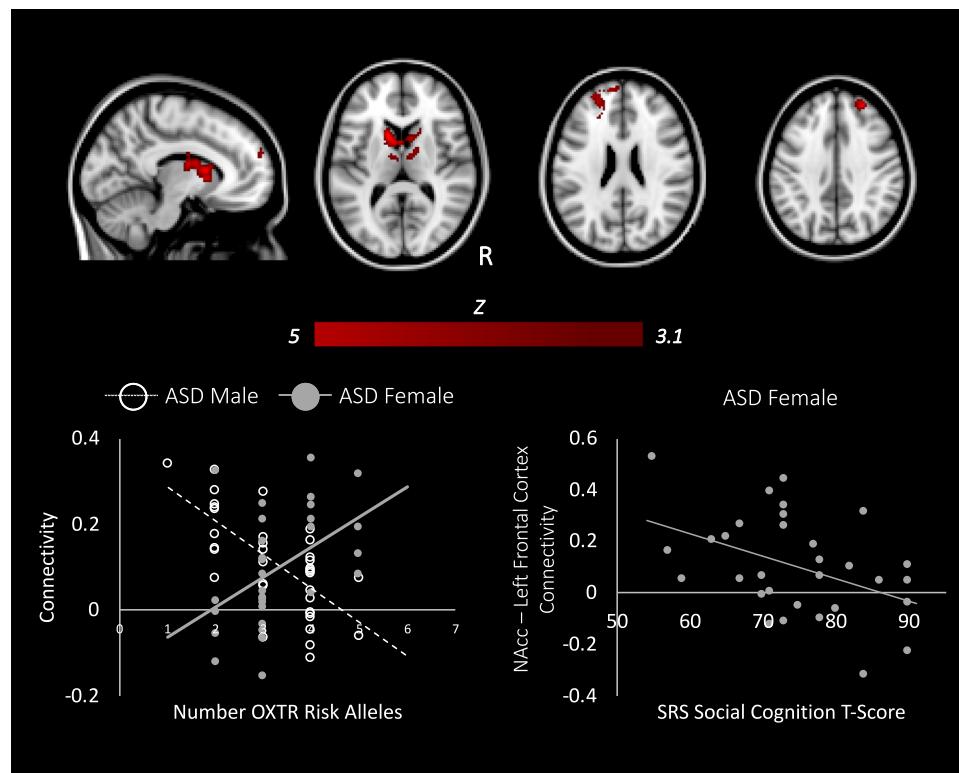 R
Z
5
3.1
ASD Male
ASD Female
ASD Female
0.4
0.2
0
-0.2
Connectivity
0 1 2 3 4 5 6 7
Number OXTR Risk Alleles
0.6
0.4
0.2
0
-0.2
-0.4
NAcc – Left Frontal Cortex
Connectivity
50 60 70 80 90
SRS Social Cognition T-Score